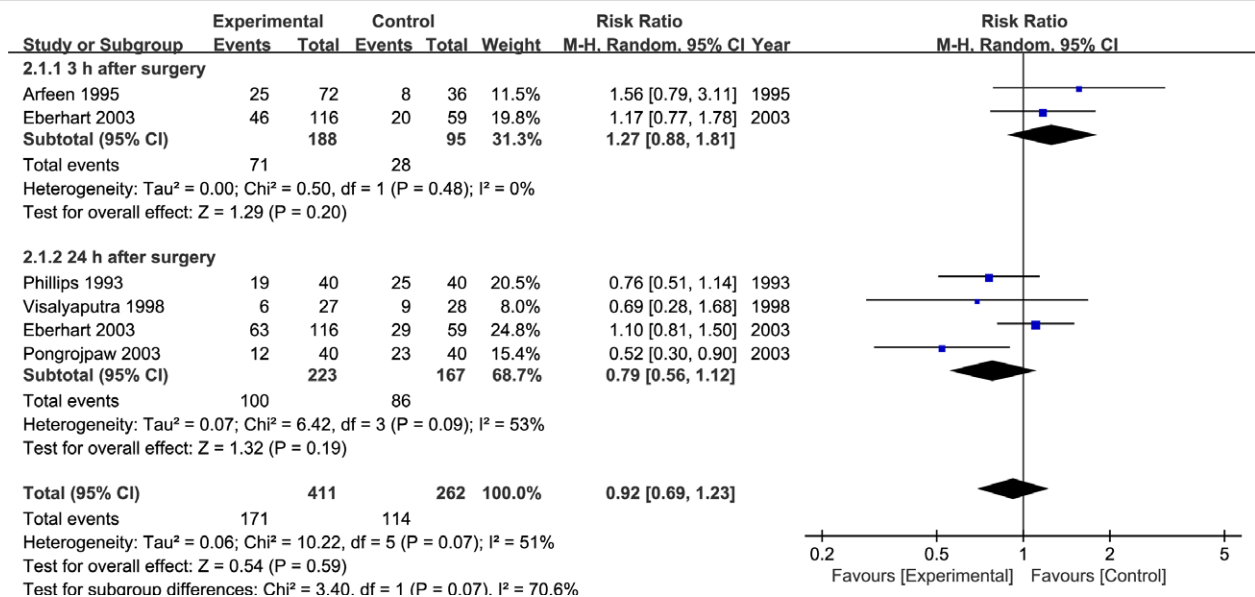 Experimental Control Risk Ratio Risk Ratio
Study or Subgroup Events Total Events Total Weight M-H. Random. 95% CI Year M-H. Random. 95% CI
2.1.1 3 h after surgery
Arfeen 1995 25 72 8 36 11.5% 1.56 [0.79, 3.11] 1995
Eberhart 2003 46 116 20 59 19.8% 1.17 [0.77, 1.78] 2003
Subtotal (95% CI) 188 95 31.3% 1.27 [0.88, 1.81]
Total events 71 28
Heterogeneity: Tau² = 0.00; Chi² = 0.50, df = 1 (P = 0.48); I² = 0%
Test for overall effect: Z = 1.29 (P = 0.20)
2.1.2 24 h after surgery
Phillips 1993 19 40 25 40 20.5% 0.76 [0.51, 1.14] 1993
Visalyaputra 1998 6 27 9 28 8.0% 0.69 [0.28, 1.68] 1998
Eberhart 2003 63 116 29 59 24.8% 1.10 [0.81, 1.50] 2003
Pongrojpaw 2003 12 40 23 40 15.4% 0.52 [0.30, 0.90] 2003
Subtotal (95% CI) 223 167 68.7% 0.79 [0.56, 1.12]
Total events 100 86
Heterogeneity: Tau² = 0.07; Chi² = 6.42, df = 3 (P = 0.09); I² = 53%
Test for overall effect: Z = 1.32 (P = 0.19)
Total (95% CI) 411 262 100.0% 0.92 [0.69, 1.23]
Total events 171 114
Heterogeneity: Tau² = 0.06; Chi² = 10.22, df = 5 (P = 0.07); I² = 51%
Test for overall effect: Z = 0.54 (P = 0.59)
Test for subgroup differences: Chi² = 3.40, df = 1 (P = 0.07), I² = 70.6%
0.2 0.5 1 2 5
Favours [Experimental] Favours [Control]